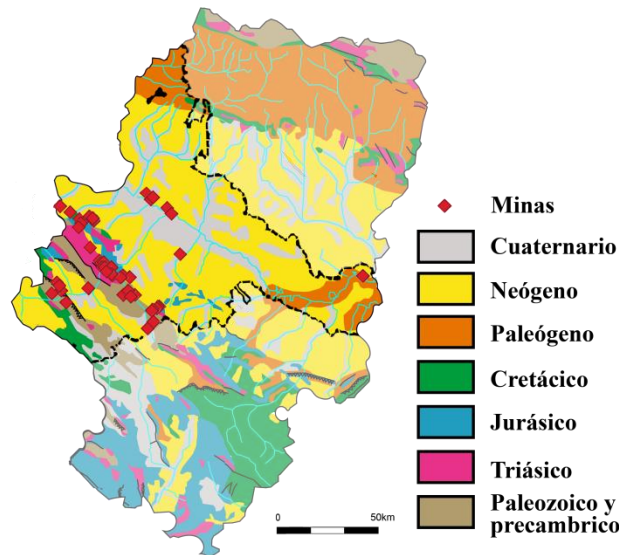 Minas
Cuaternario
Neógeno
Paleógeno
Cretácico
Jurásico
Triásico
Paleozoico y
precambrico
0 50km